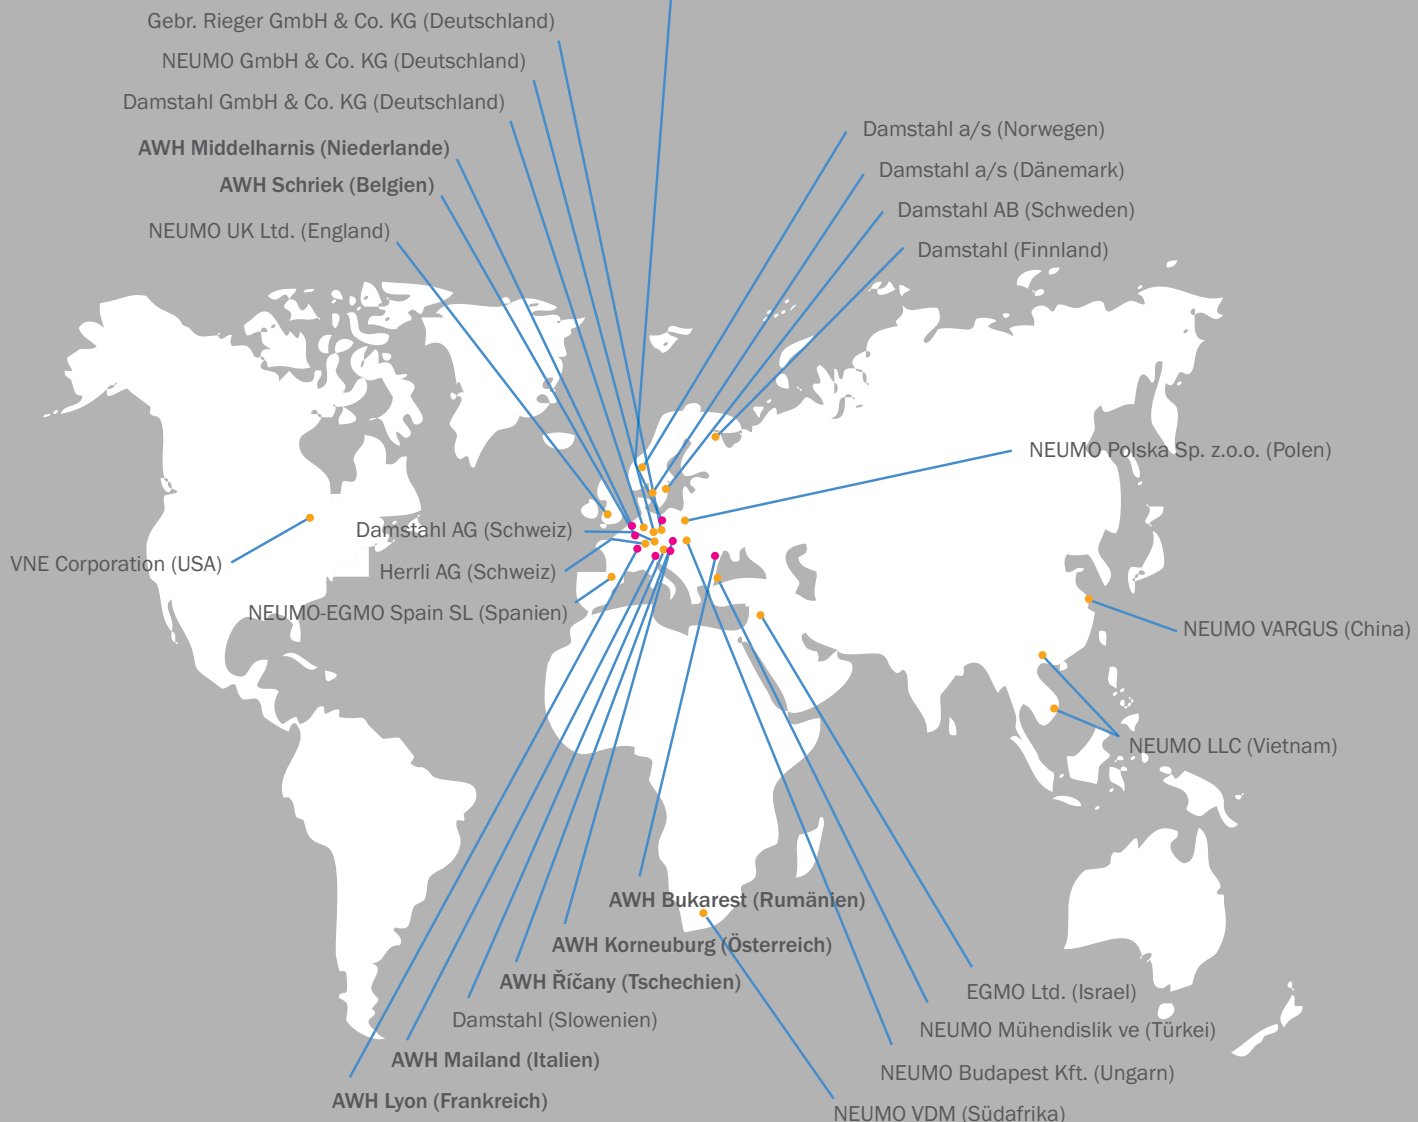 Gebr. Rieger GmbH & Co. KG (Deutschland)
NEUMO GmbH & Co. KG (Deutschland)
Damstahl GmbH & Co. KG (Deutschland)
AWH Middelharnis (Niederlande)
AWH Schriek (Belgien)
NEUMO UK Ltd. (England)
Damstahl a/s (Norwegen)
Damstahl a/s (Dänemark)
Damstahl AB (Schweden)
Damstahl (Finnland)
NEUMO Polska Sp. z.o.o. (Polen)
Damstahl AG (Schweiz)
VNE Corporation (USA)
Herrli AG (Schweiz)
NEUMO-EGMO Spain SL (Spanien)
NEUMO VARGUS (China)
NEUMO LLC (Vietnam)
AWH Bukarest (Rumänien)
AWH Korneuburg (Österreich)
AWH Říčany (Tschechien)
Damstahl (Slowenien)
AWH Mailand (Italien)
AWH Lyon (Frankreich)
EGMO Ltd. (Israel)
NEUMO Mühendislik ve (Türkei)
NEUMO Budapest Kft. (Ungarn)
NEUMO VDM (Südafrika)